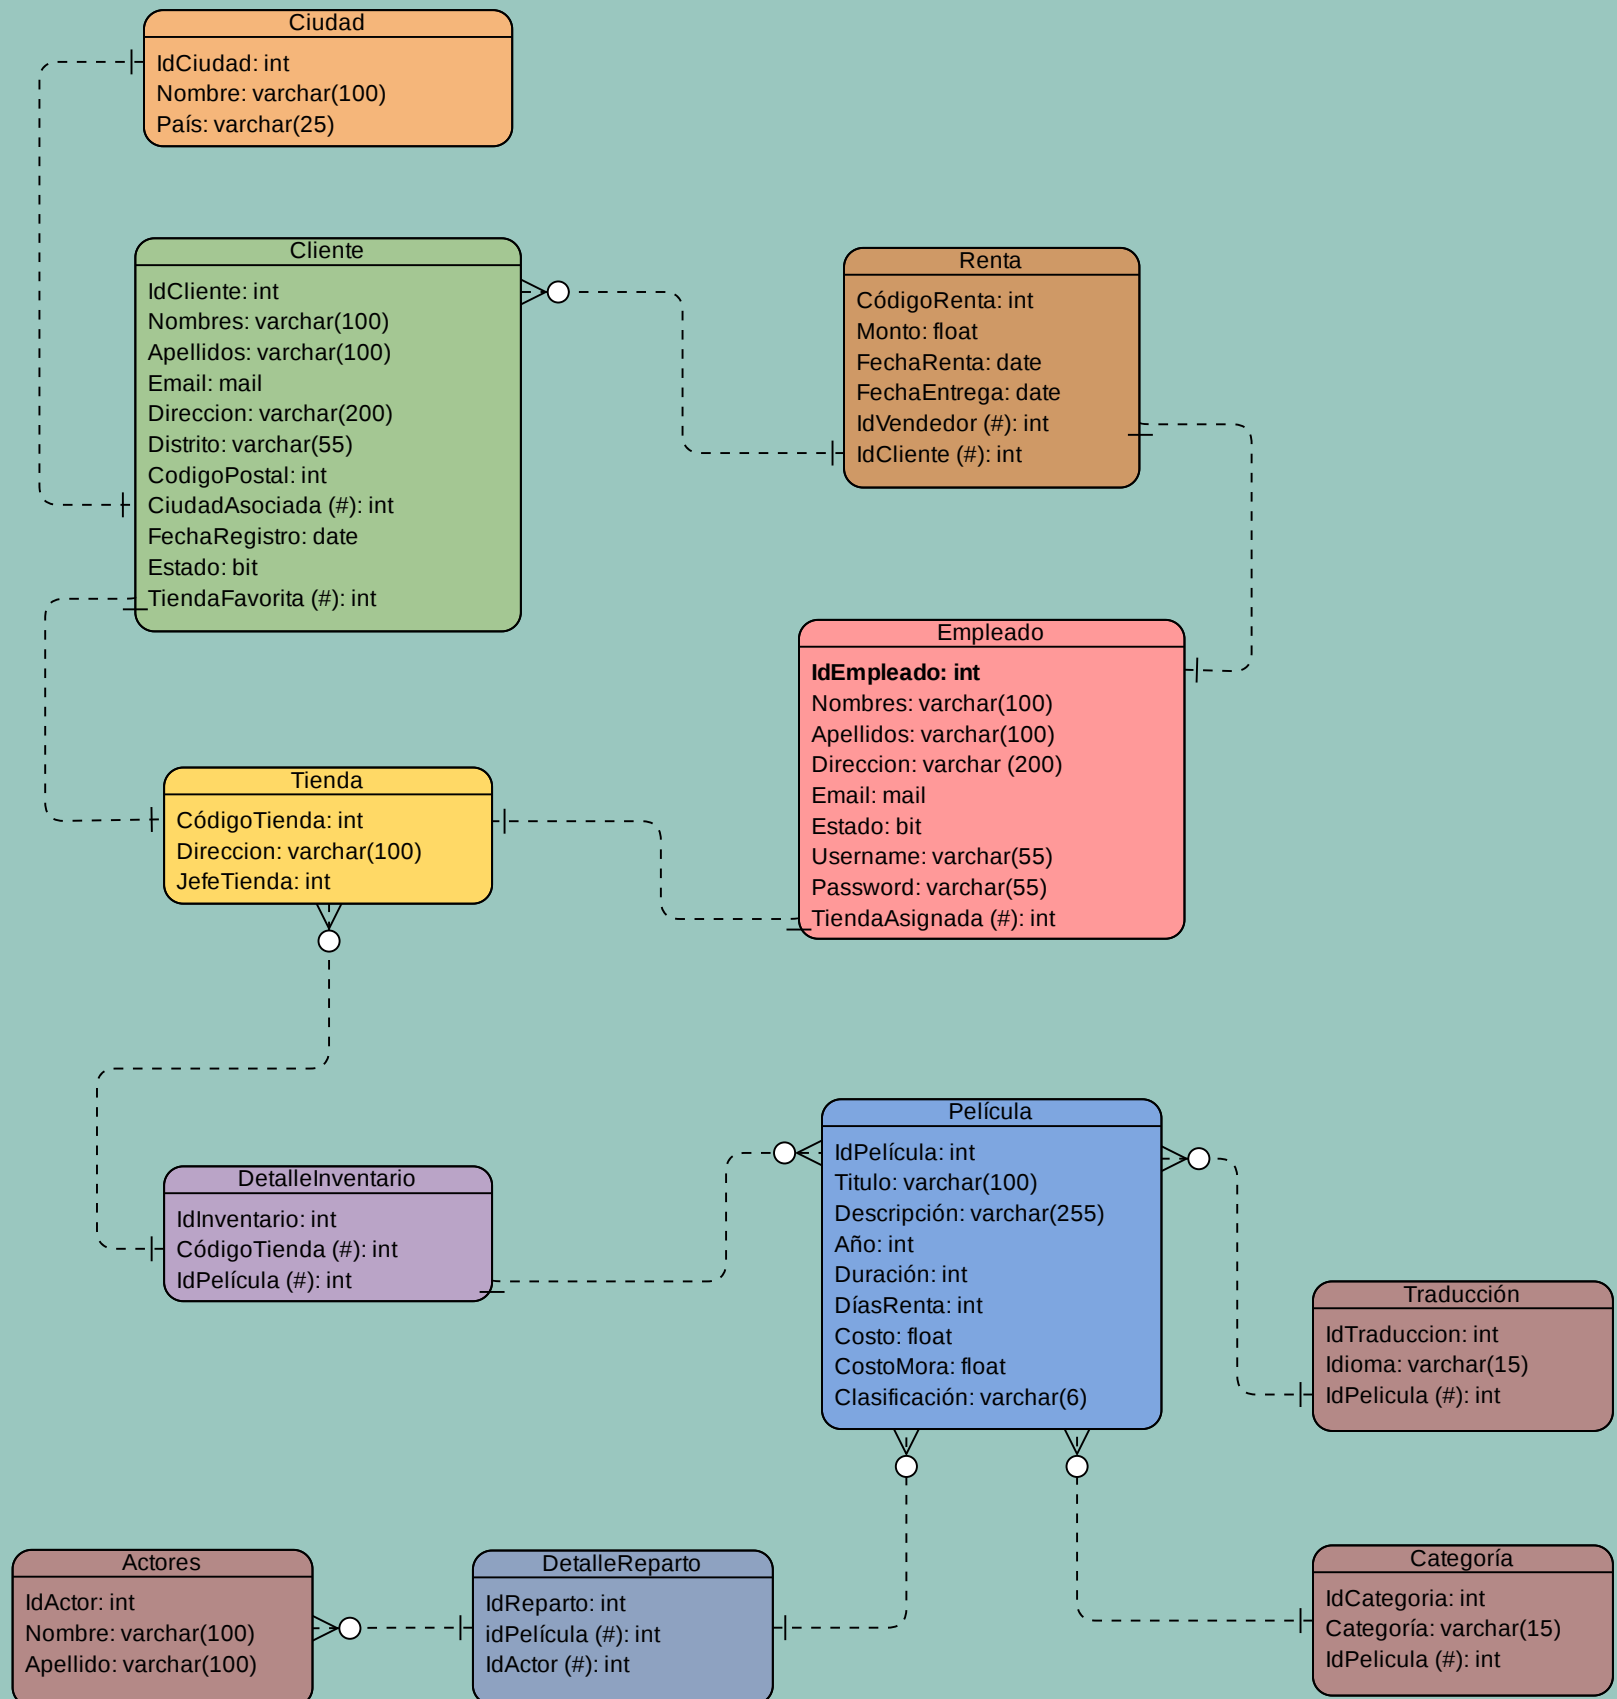 Ciudad
IdCiudad: int
Nombre: varchar(100)
País: varchar(25)
Cliente
IdCliente: int
Nombres: varchar(100)
Apellidos: varchar(100)
Email: mail
Direccion: varchar(200)
Distrito: varchar(55)
CodigoPostal: int
CiudadAsociada (#): int
FechaRegistro: date
Estado: bit
TiendaFavorita (#): int
Renta
CódigoRenta: int
Monto: float
FechaRenta: date
FechaEntrega: date
IdVendedor (#): int
IdCliente (#): int
Empleado
IdEmpleado: int
Nombres: varchar(100)
Apellidos: varchar(100)
Direccion: varchar (200)
Email: mail
Estado: bit
Username: varchar(55)
Password: varchar(55)
TiendaAsignada (#): int
Tienda
CódigoTienda: int
Direccion: varchar(100)
JefeTienda: int
DetalleInventario
IdInventario: int
CódigoTienda (#): int
IdPelícula (#): int
Película
IdPelícula: int
Titulo: varchar(100)
Descripción: varchar(255)
Año: int
Duración: int
DíasRenta: int
Costo: float
CostoMora: float
Clasificación: varchar(6)
Traducción
IdTraduccion: int
Idioma: varchar(15)
IdPelicula (#): int
Actores
IdActor: int
Nombre: varchar(100)
Apellido: varchar(100)
DetalleReparto
IdReparto: int
idPelícula (#): int
IdActor (#): int
Categoría
IdCategoria: int
Categoría: varchar(15)
IdPelicula (#): int